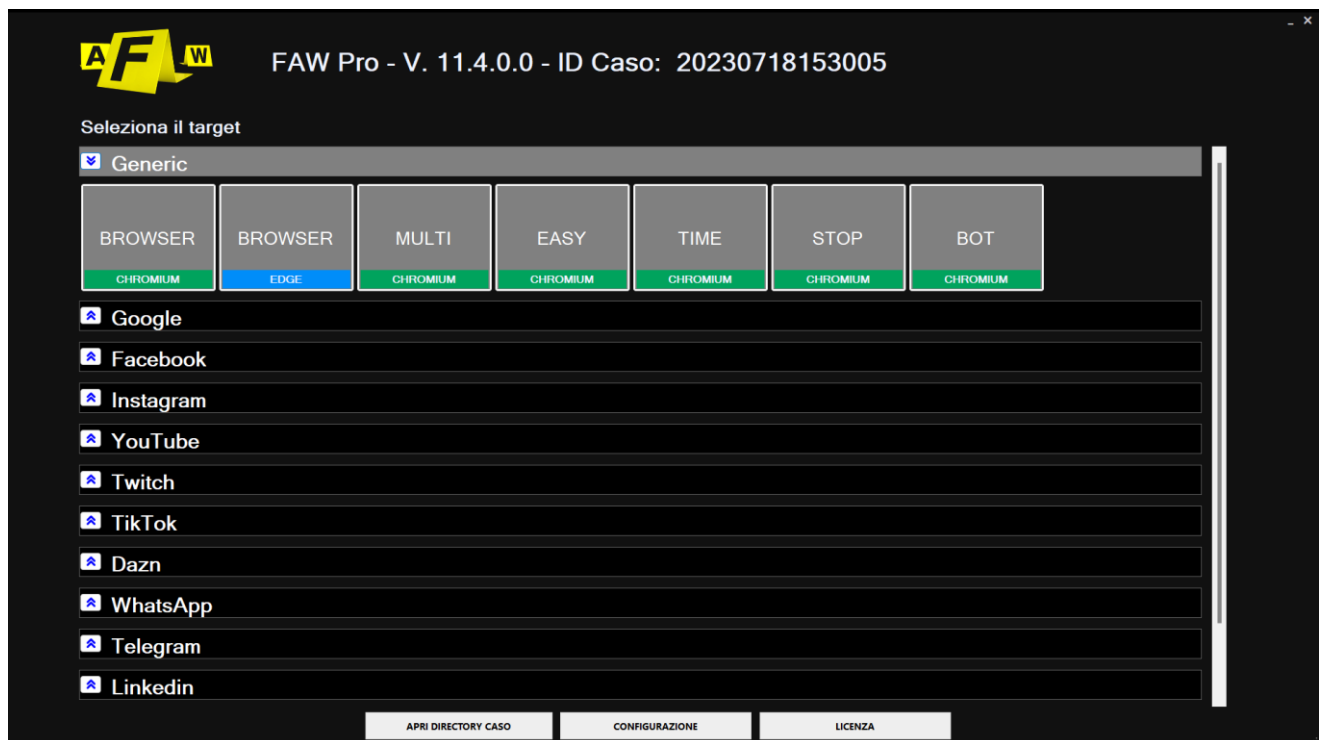 A F W
FAW Pro - V. 11.4.0.0 - ID Caso: 20230718153005
Seleziona il target
Generic
BROWSER BROWSER MULTI EASY TIME STOP BOT
CHROMIUM EDGE CHROMIUM CHROMIUM CHROMIUM CHROMIUM CHROMIUM
Google
Facebook
Instagram
YouTube
Twitch
TikTok
Dazn
WhatsApp
Telegram
Linkedin
APRI DIRECTORY CASO CONFIGURAZIONE LICENZA